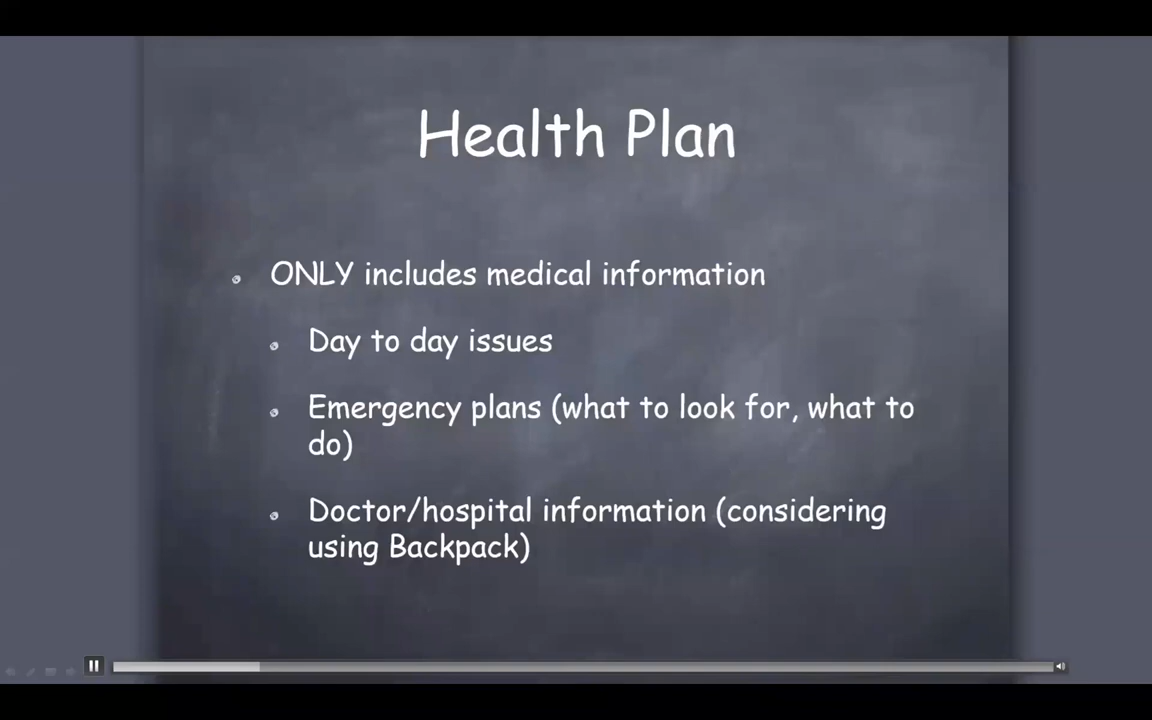 Health Plan
ONLY includes medical information
Day to day issues
Emergency plans (what to look for, what to
do)
Doctor/hospital information (considering
using Backpack)